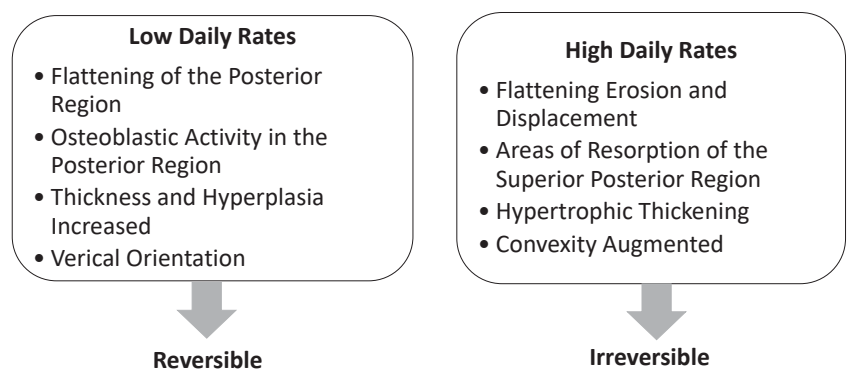 Low Daily Rates
• Flattening of the Posterior
Region
• Osteoblastic Activity in the
Posterior Region
• Thickness and Hyperplasia
Increased
• Verical Orientation
Reversible
High Daily Rates
• Flattening Erosion and
Displacement
• Areas of Resorption of the
Superior Posterior Region
• Hypertrophic Thickening
• Convexity Augmented
Irreversible